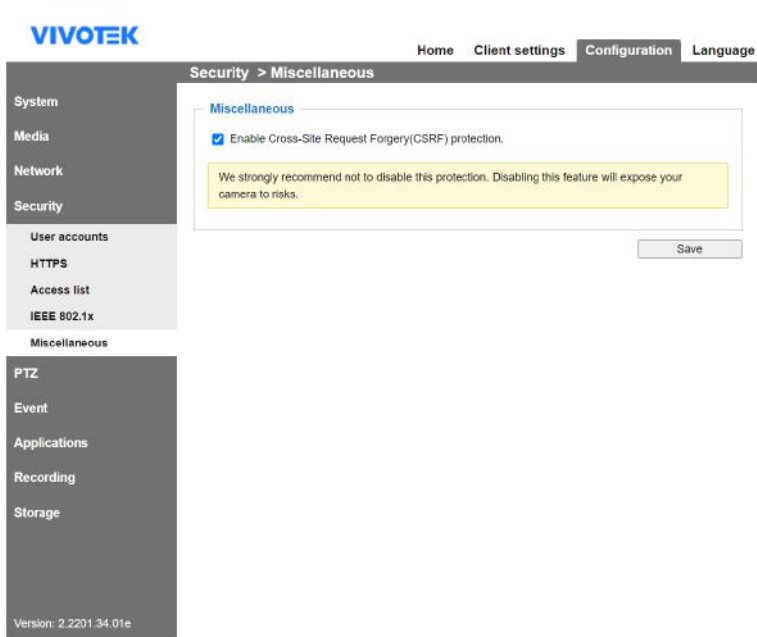 VIVOTEK
Home Client settings Configuration Language
Security > Miscellaneous
System
Media
Network
Security
User accounts
HTTPS
Access list
IEEE 802.1x
Miscellaneous
PTZ
Event
Applications
Recording
Storage
Version: 2.2201.34.01e
Miscellaneous
Enable Cross-Site Request Forgery(CSRF) protection.
We strongly recommend not to disable this protection. Disabling this feature will expose your
camera to risks.
Save